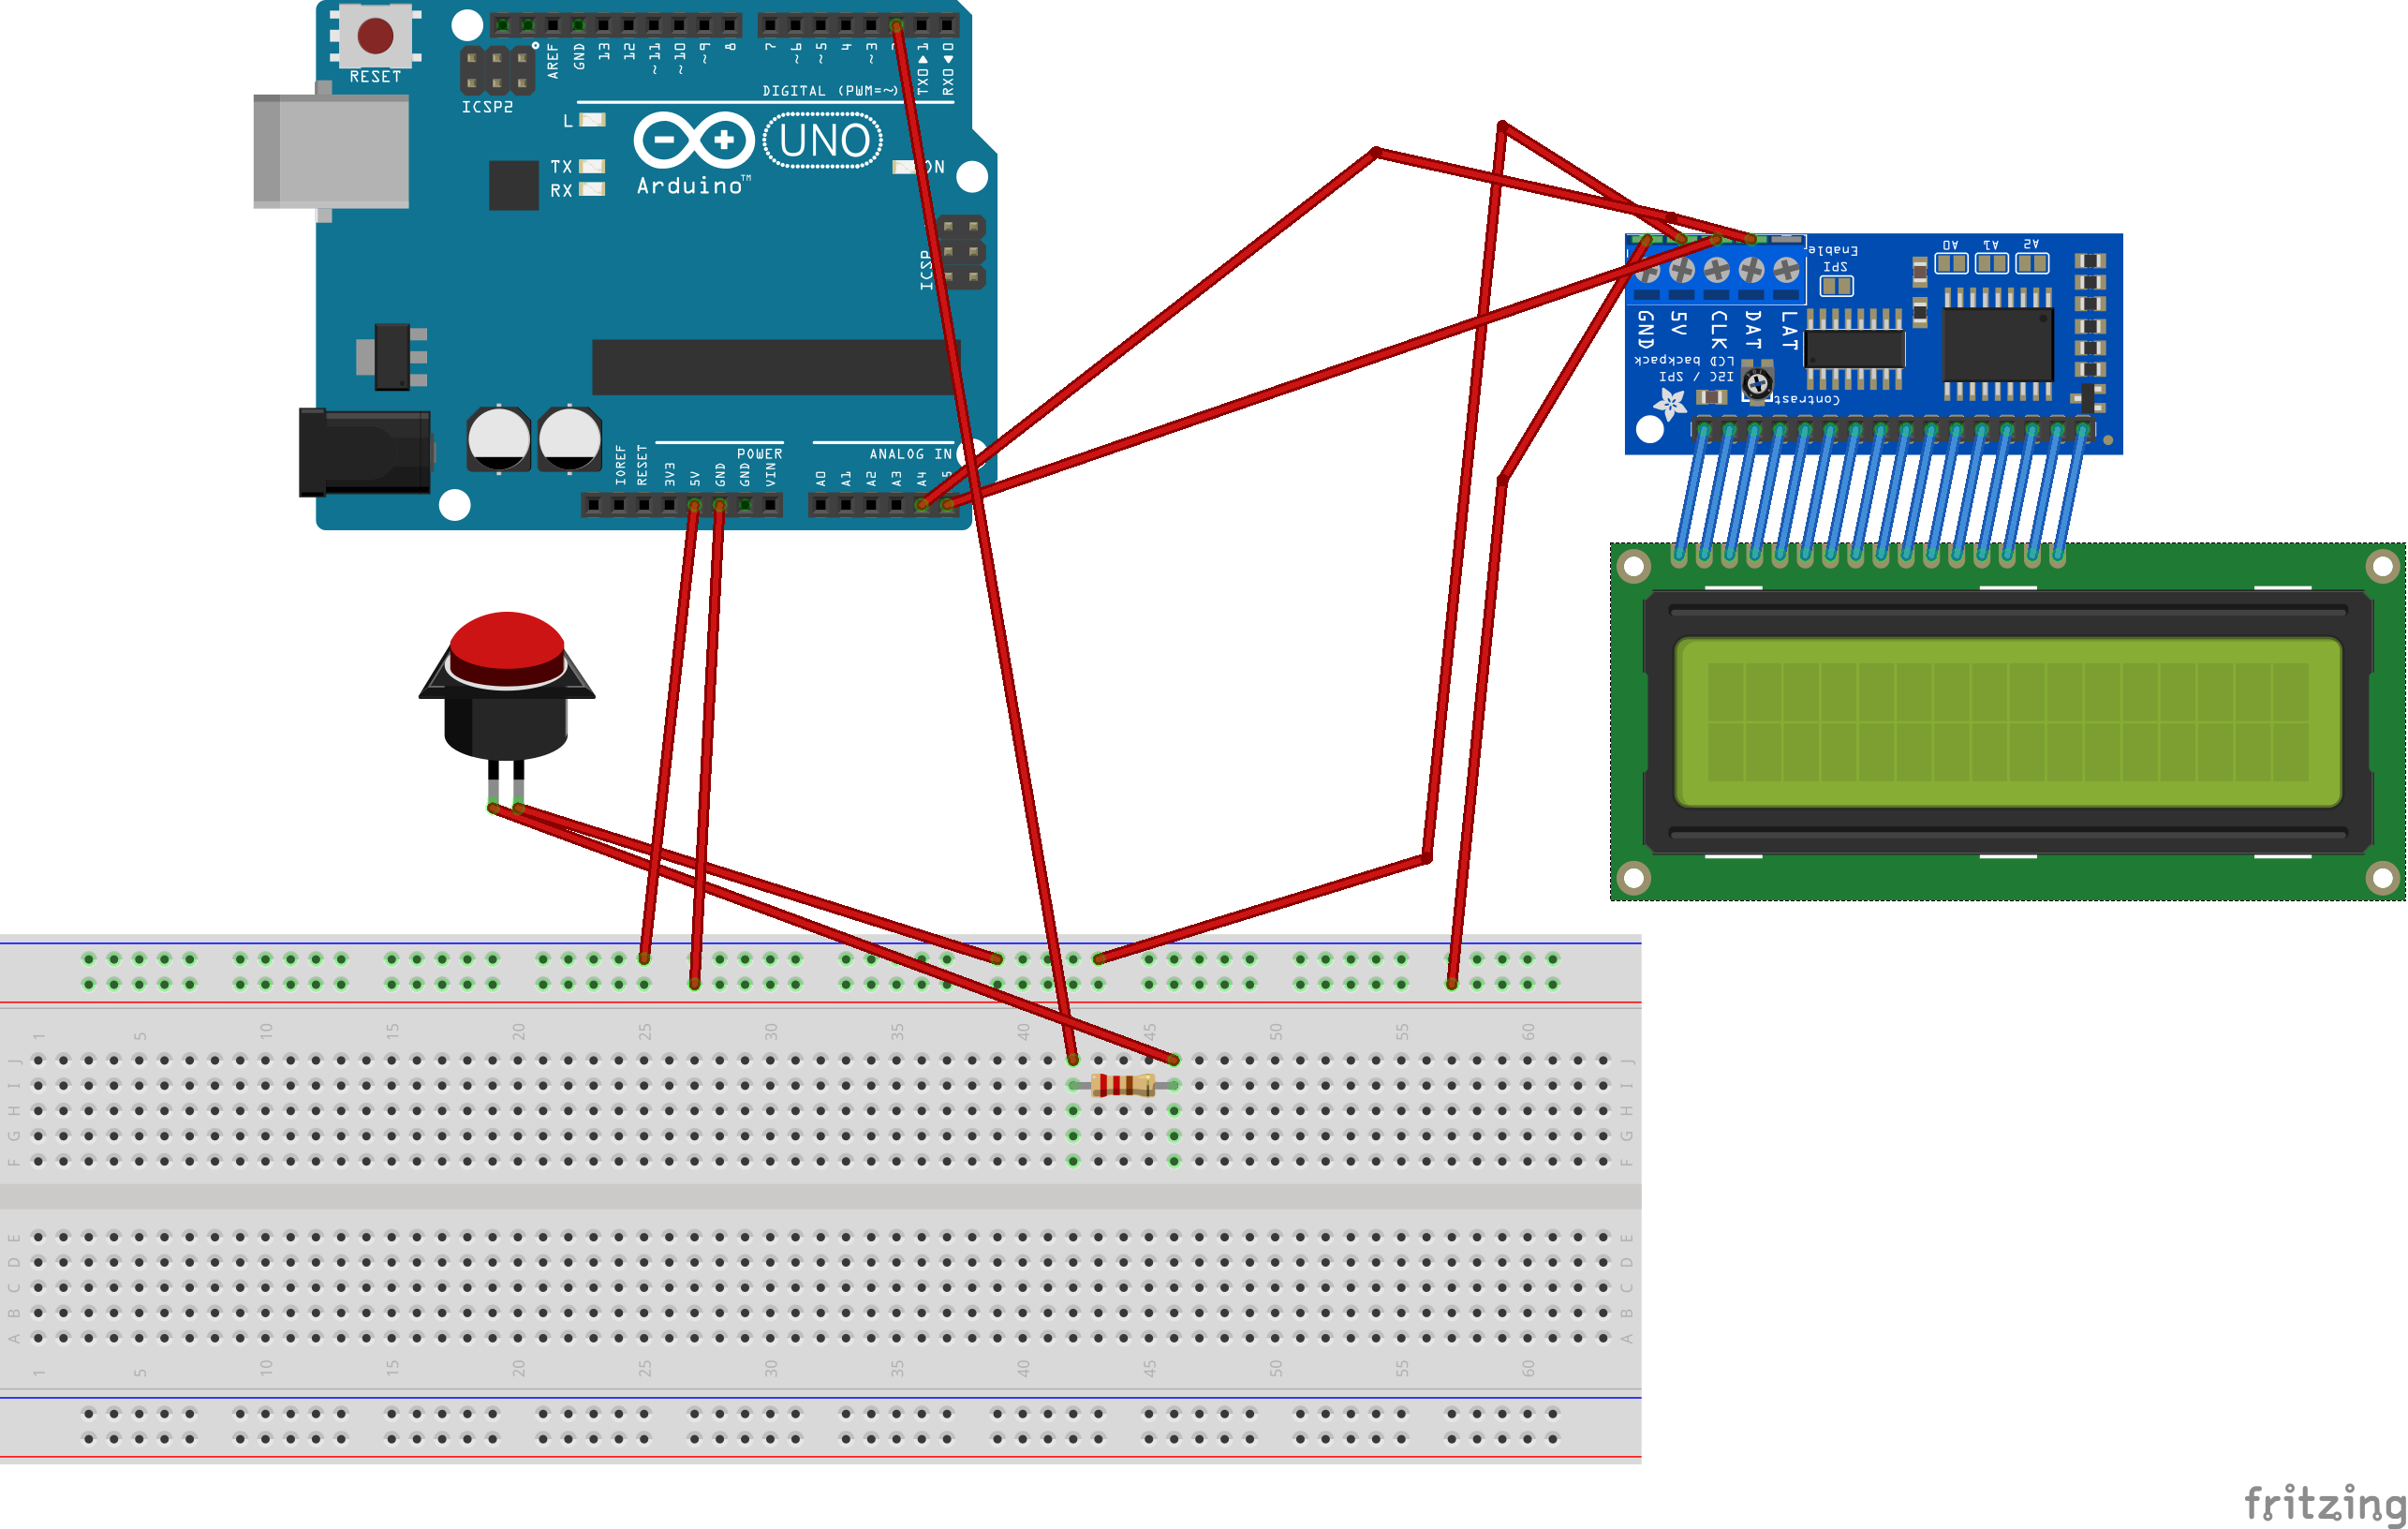 RESET
ICSP2
AREF
GND
13
12
~11
~10
~9
8
7
~6
~5
4
~3
TX0▶1
RX0◀0
DIGITAL (PWM=~)
L
TX
RX
UNO
ON
Arduino™
ICSP
IOREF
RESET
3V3
5V
GND
GND
VIN
POWER
A0
A1
A2
A3
A4
5
ANALOG IN
Enable
SPI
A0
A1
A2
GND
5V
CLK
DAT
LAT
LCD backpack
I2C / SPI
Contrast
1 5 10 15 20 25 30 35 40 45 50 55 60
J J
I I
H H
G G
F F
E E
D D
C C
B B
A A
1 5 10 15 20 25 30 35 40 45 50 55 60
fritzing